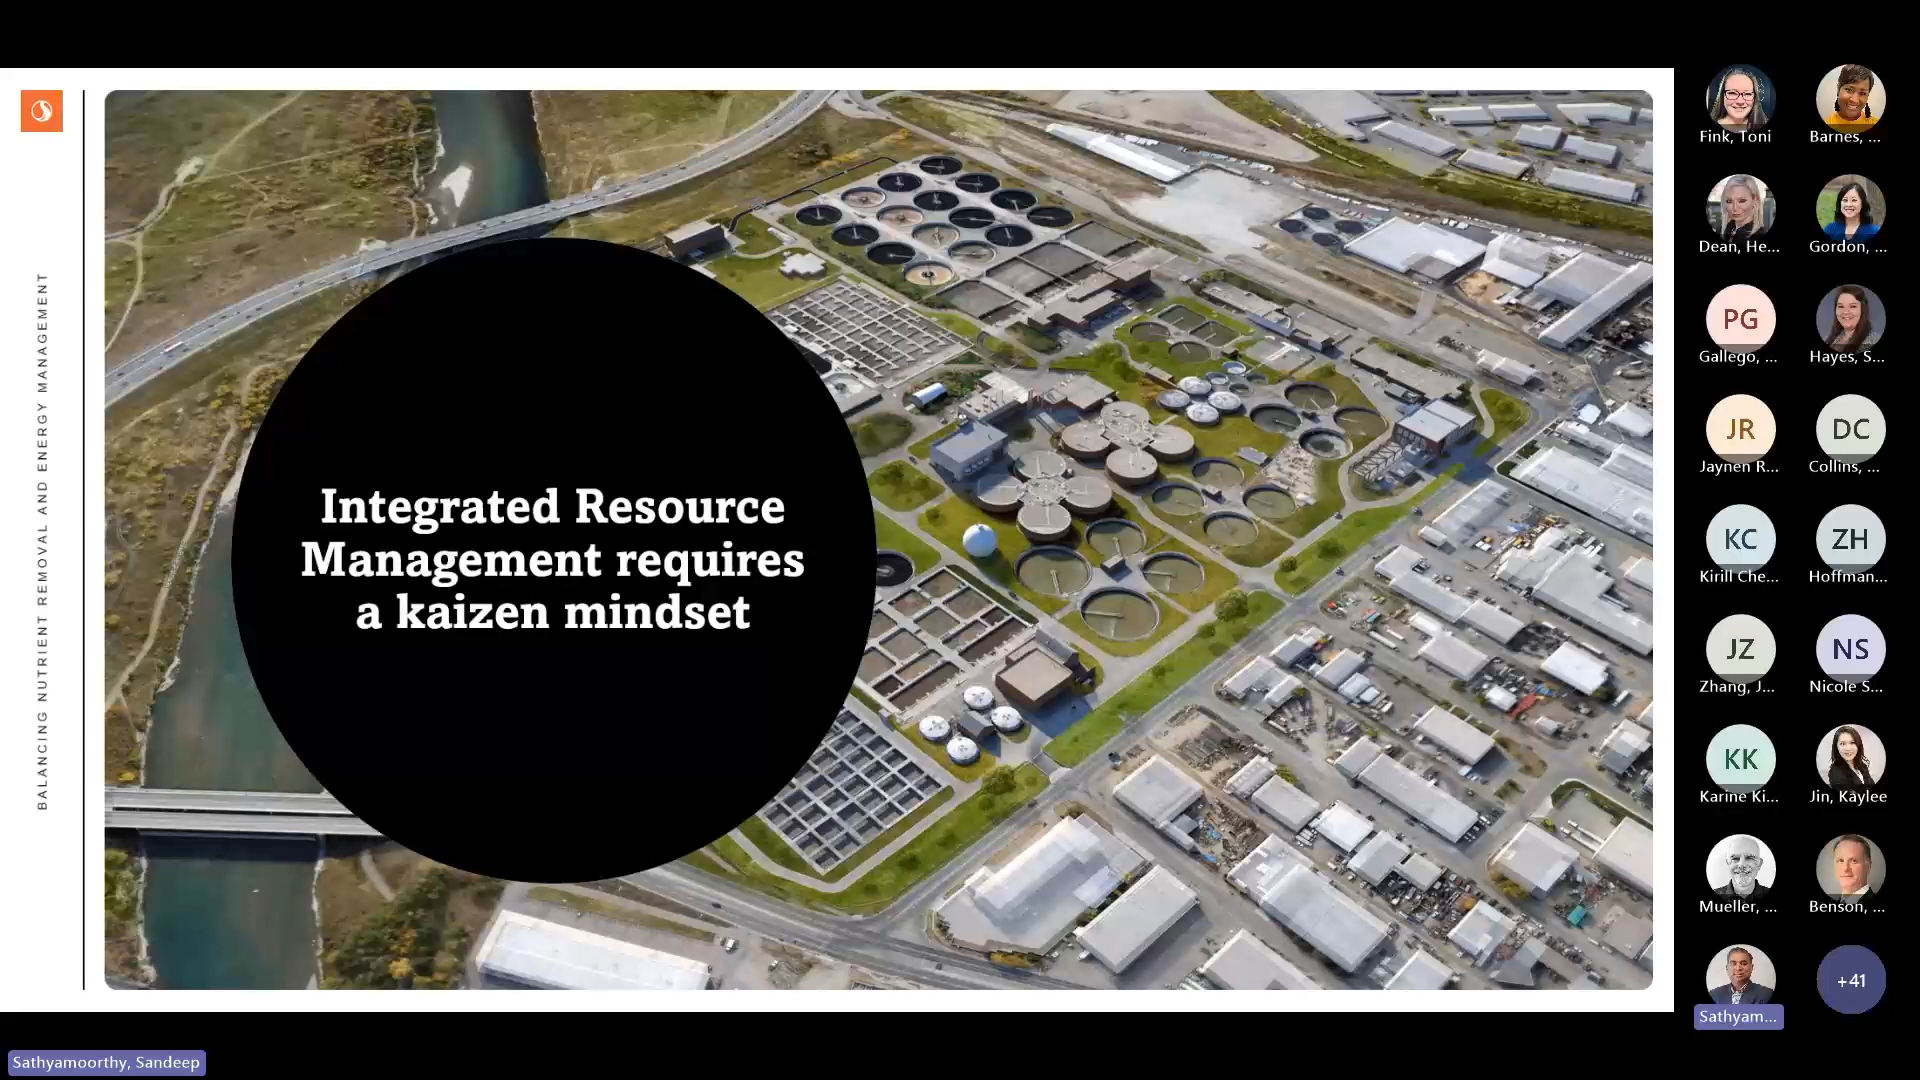 BALANCING NUTRIENT REMOVAL AND ENERGY MANAGEMENT
Integrated Resource
Management requires
a kaizen mindset
Fink, Toni
Barnes, ...
Dean, He...
Gordon, ...
PG
Gallego, ...
Hayes, S...
JR
Jaynen R...
DC
Collins, ...
KC
Kirill Che...
ZH
Hoffman...
JZ
Zhang, J...
NS
Nicole S...
KK
Karine Ki...
Jin, Kaylee
Mueller, ...
Benson, ...
Sathyam...
+41
Sathyamoorthy, Sandeep